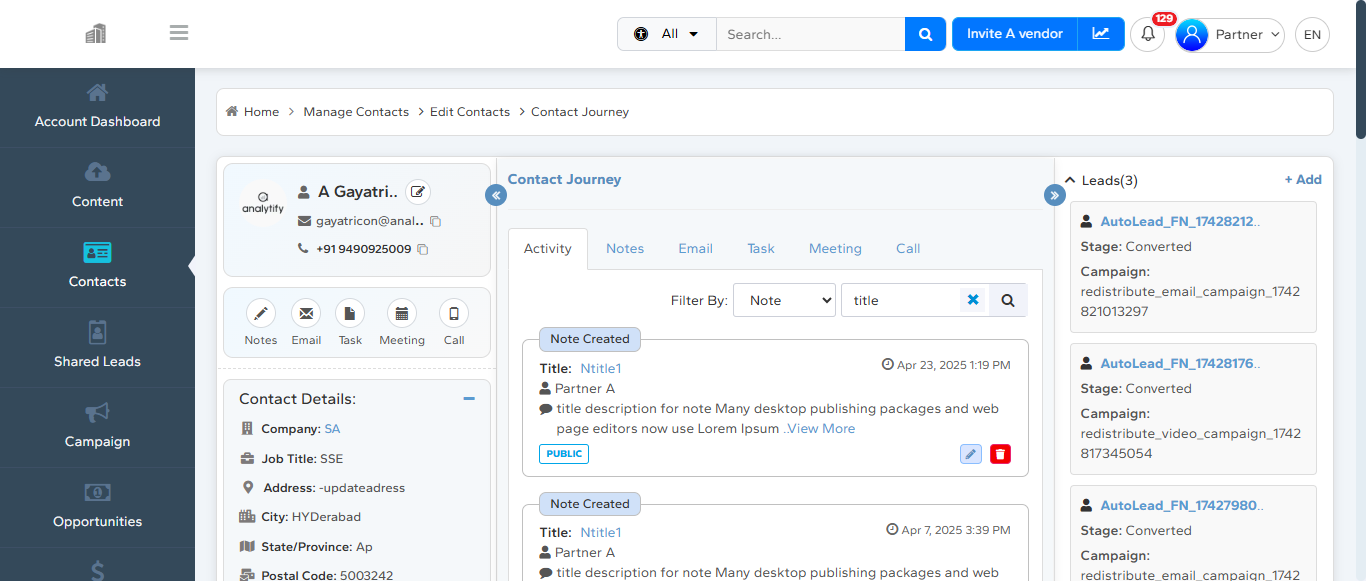 All
Search...
Invite A vendor
129
Partner
EN
Account Dashboard
Content
Contacts
Shared Leads
Campaign
Opportunities
Home
Manage Contacts
Edit Contacts
Contact Journey
analytify
A Gayatri..
gayatricon@anal..
+91 9490925009
Notes
Email
Task
Meeting
Call
Contact Details:
Company: SA
Job Title: SSE
Address: -updateadress
City: HYDerabad
State/Province: Ap
Postal Code: 5003242
Contact Journey
Activity
Notes
Email
Task
Meeting
Call
Filter By:
Note
title
Note Created
Title: Ntitle1
Apr 23, 2025 1:19 PM
Partner A
title description for note Many desktop publishing packages and web
page editors now use Lorem Ipsum ..View More
PUBLIC
Note Created
Title: Ntitle1
Apr 7, 2025 3:39 PM
Partner A
title description for note Many desktop publishing packages and web
Leads(3)
+ Add
AutoLead_FN_17428212..
Stage: Converted
Campaign:
redistribute_email_campaign_1742
821013297
AutoLead_FN_17428176..
Stage: Converted
Campaign:
redistribute_video_campaign_1742
817345054
AutoLead_FN_17427980..
Stage: Converted
Campaign:
redistribute_email_campaign_1742